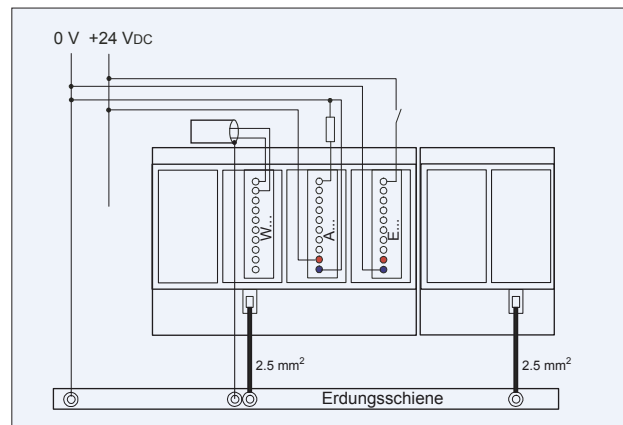 0 V +24 VDC
W...
A...
E...
2.5 mm²
2.5 mm²
Erdungsschiene